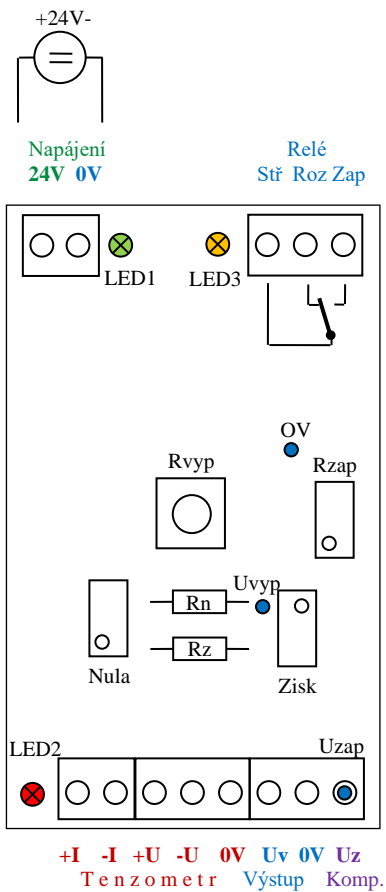 +24V-
Napájení
24V 0V
Relé
Stř Roz Zap
LED1
LED3
OV
Rvyp
Rzap
Uvyp
Rn
Rz
Nula
Zisk
LED2
Uzap
+I -I +U -U 0V Uv 0V Uz
Tenzometr Výstup Komp.